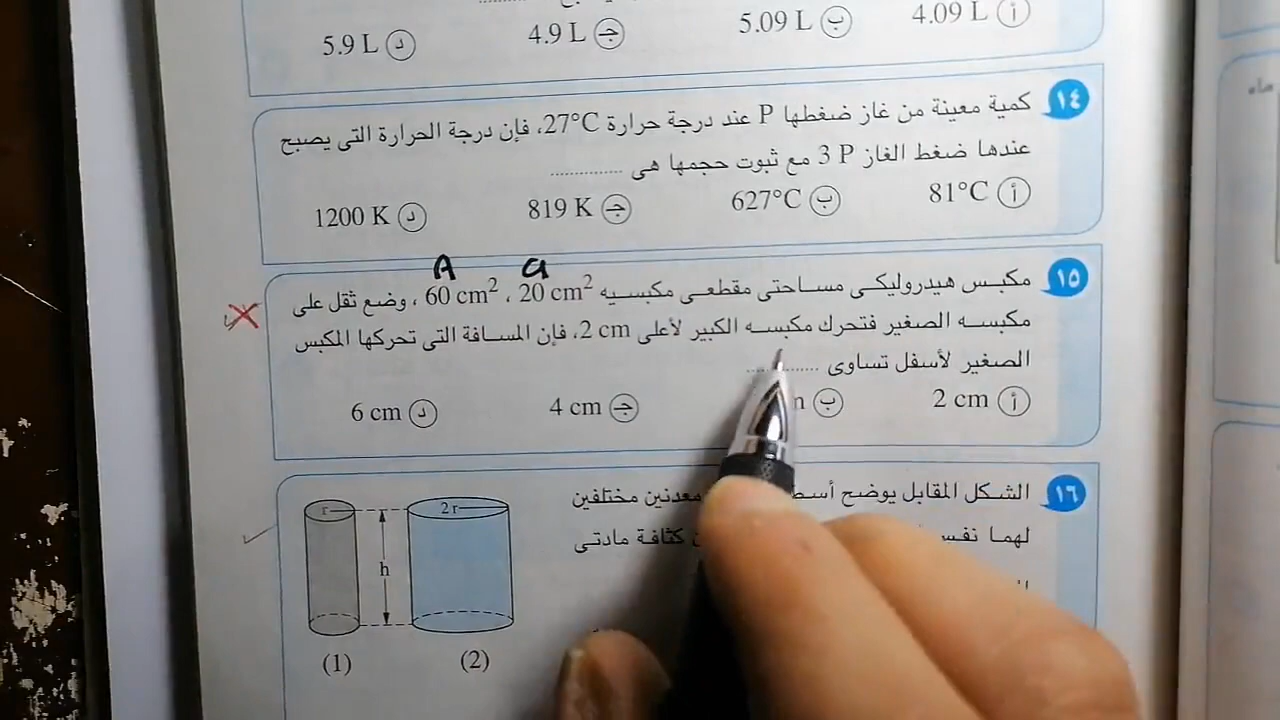 أ 4.09 L ب 5.09 L ج 4.9 L د 5.9 L
١٤ كمية معينة من غاز ضغطها P عند درجة حرارة 27°C، فإن درجة الحرارة التى يصبح
عندها ضغط الغاز 3 P مع ثبوت حجمها هى ..............
أ 81°C ب 627°C ج 819 K د 1200 K
a A
١٥ مكبس هيدروليكى مساحتى مقطعى مكبسيه 20 cm²، 60 cm²، وضع ثقل على
مكبسه الصغير فتحرك مكبسه الكبير لأعلى 2 cm، فإن المسافة التى تحركها المكبس
الصغير لأسفل تساوى ..............
أ 2 cm ب ج 4 cm د 6 cm
١٦ الشكل المقابل يوضح معدنين مختلفين
لهما كثافة مادتى
r 2 r
h
(1) (2)